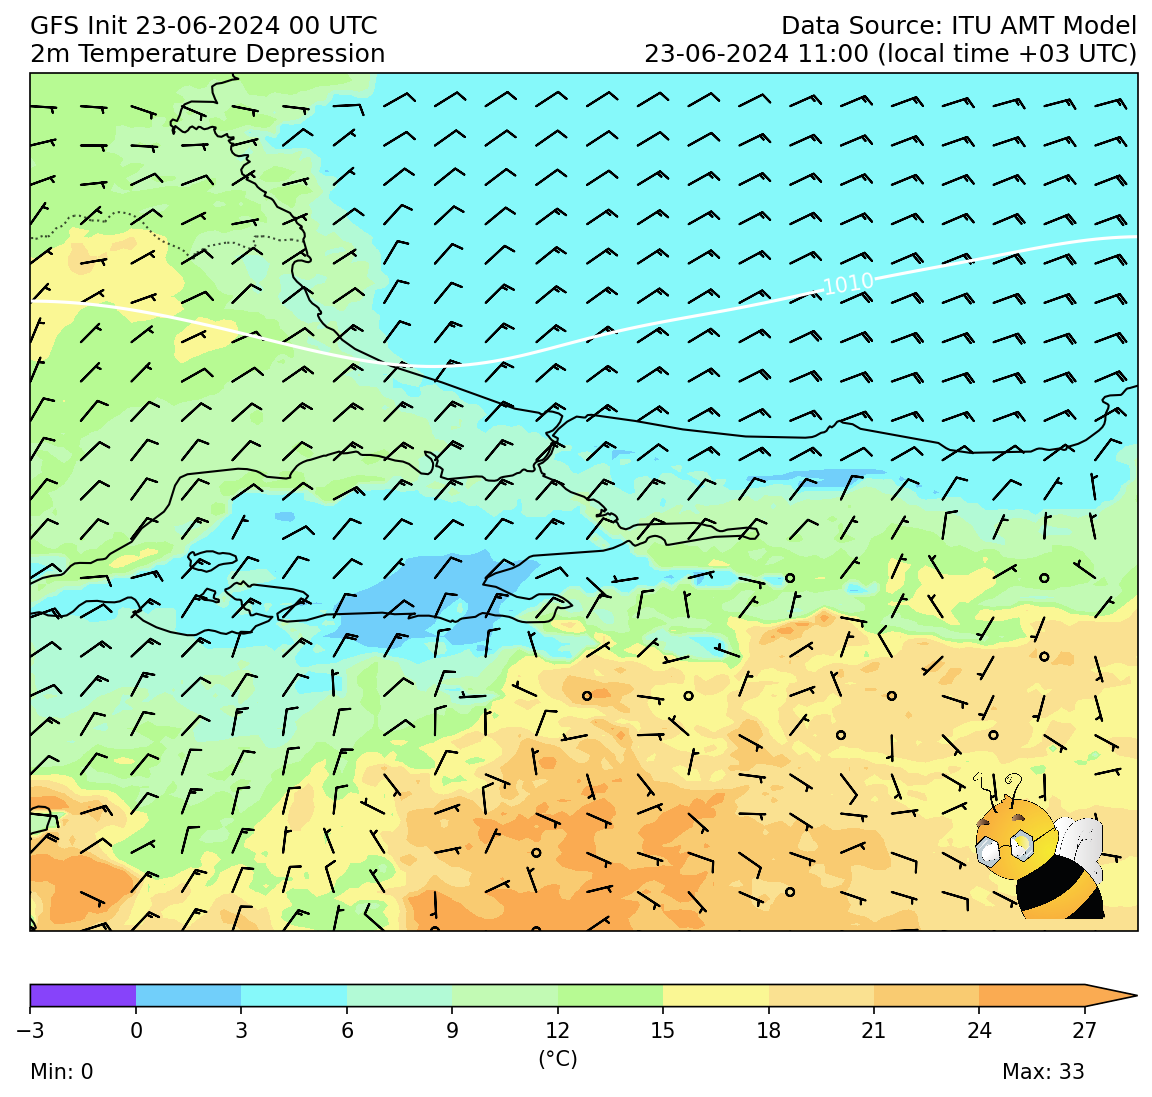 GFS Init 23-06-2024 00 UTC
2m Temperature Depression
Data Source: ITU AMT Model
23-06-2024 11:00 (local time +03 UTC)
1010
−3 0 3 6 9 12 15 18 21 24 27
(°C)
Min: 0
Max: 33